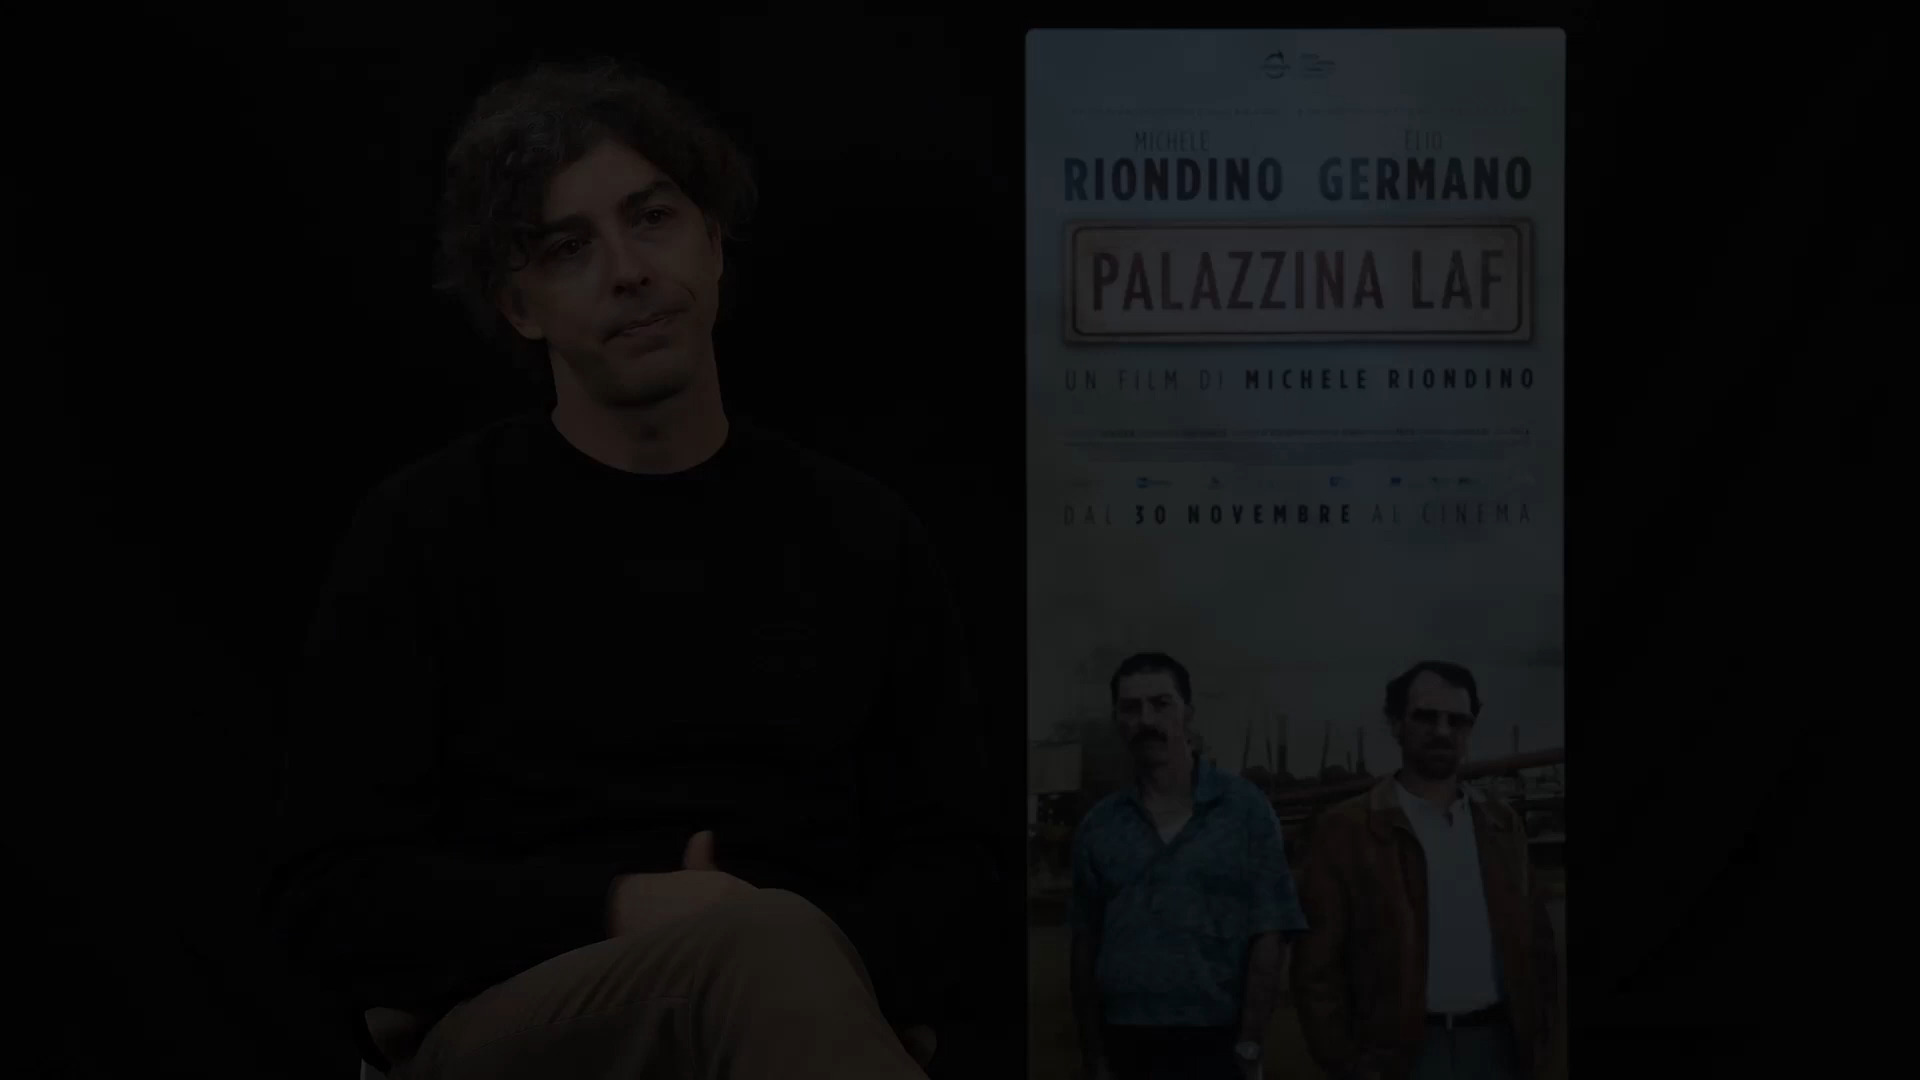 MICHELE ELIO
RIONDINO GERMANO
PALAZZINA LAF
UN FILM DI MICHELE RIONDINO
DAL 30 NOVEMBRE AL CINEMA